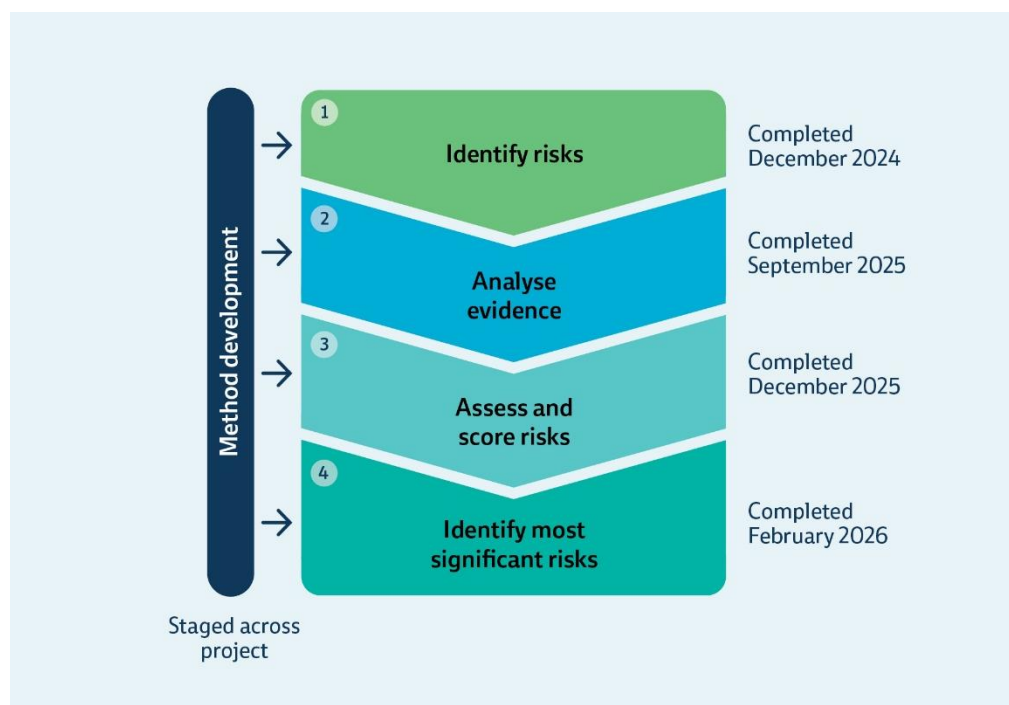 Method development
Staged across
project
1
Identify risks
Completed
December 2024
2
Analyse
evidence
Completed
September 2025
3
Assess and
score risks
Completed
December 2025
4
Identify most
significant risks
Completed
February 2026